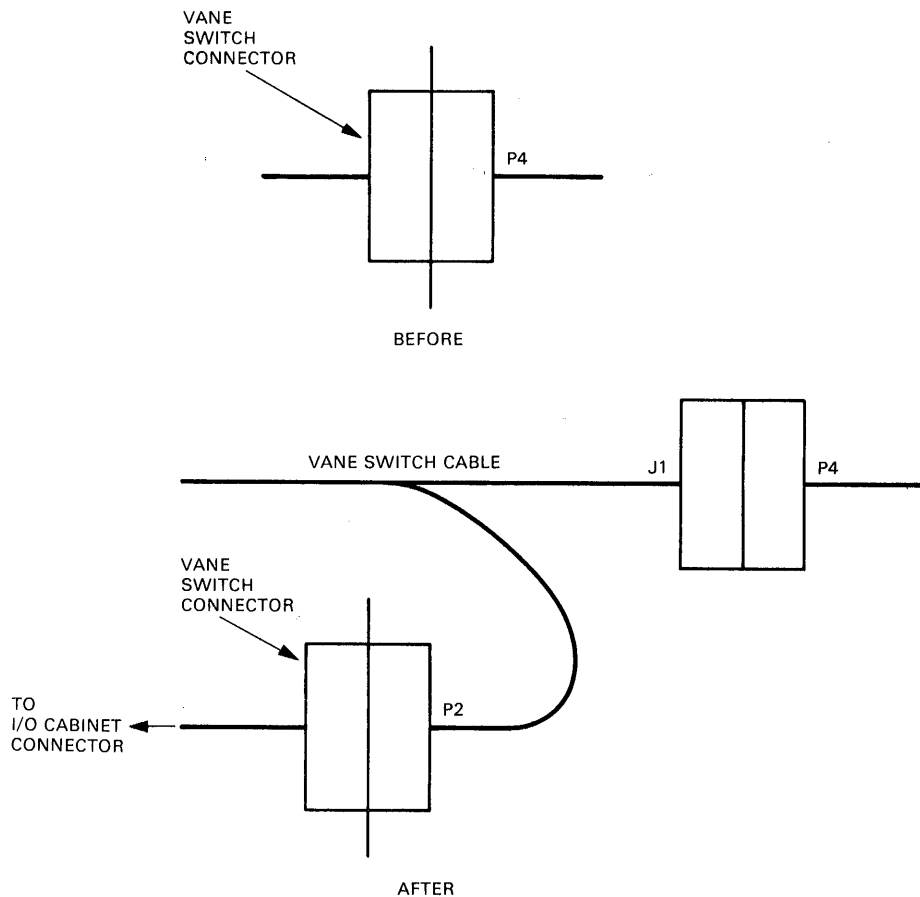 VANE
SWITCH
CONNECTOR
P4
BEFORE
VANE SWITCH CABLE
J1
P4
VANE
SWITCH
CONNECTOR
P2
TO
I/O CABINET
CONNECTOR
AFTER